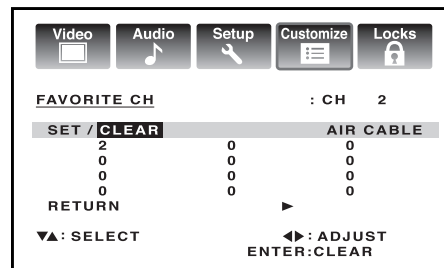 Video Audio Setup Customize Locks
FAVORITE CH : CH 2
SET / CLEAR AIR CABLE
2 0 0
0 0 0
0 0 0
0 0 0
RETURN ►
▼▲: SELECT ◀▶: ADJUST
ENTER:CLEAR